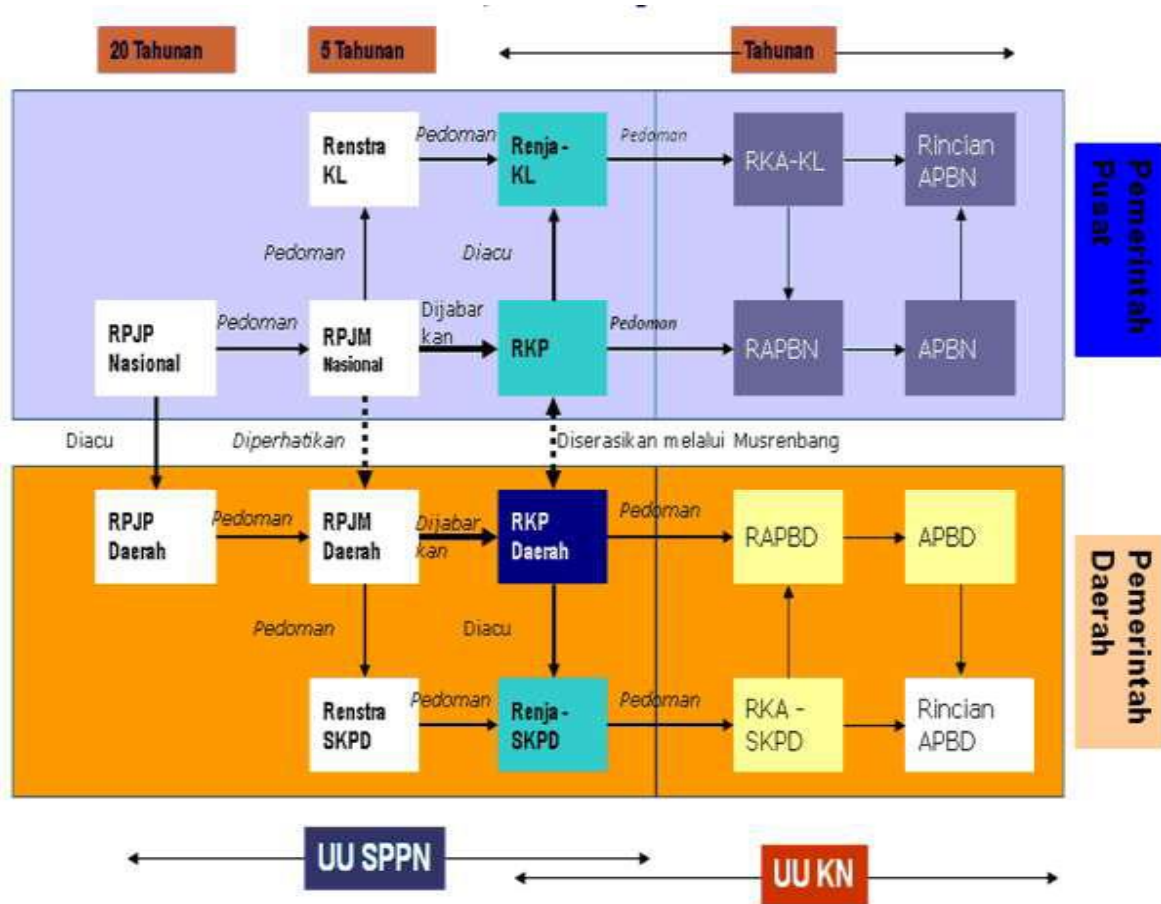 20 Tahunan
5 Tahunan
Tahunan
Renstra
KL
Pedoman
Renja -
KL
Pedoman
RKA-KL
Rincian
APBN
Pedoman
Diacu
RPJP
Nasional
Pedoman
RPJM
Nasional
Dijabar
kan
RKP
Pedoman
RAPBN
APBN
Pemerintah
Pusat
Diacu
Diperhatikan
Diserasikan melalui Musrenbang
RPJP
Daerah
Pedoman
RPJM
Daerah
Dijabar
kan
RKP
Daerah
Pedoman
RAPBD
APBD
Pedoman
Diacu
Renstra
SKPD
Pedoman
Renja -
SKPD
Pedoman
RKA -
SKPD
Rincian
APBD
Pemerintah
Daerah
UU SPPN
UU KN